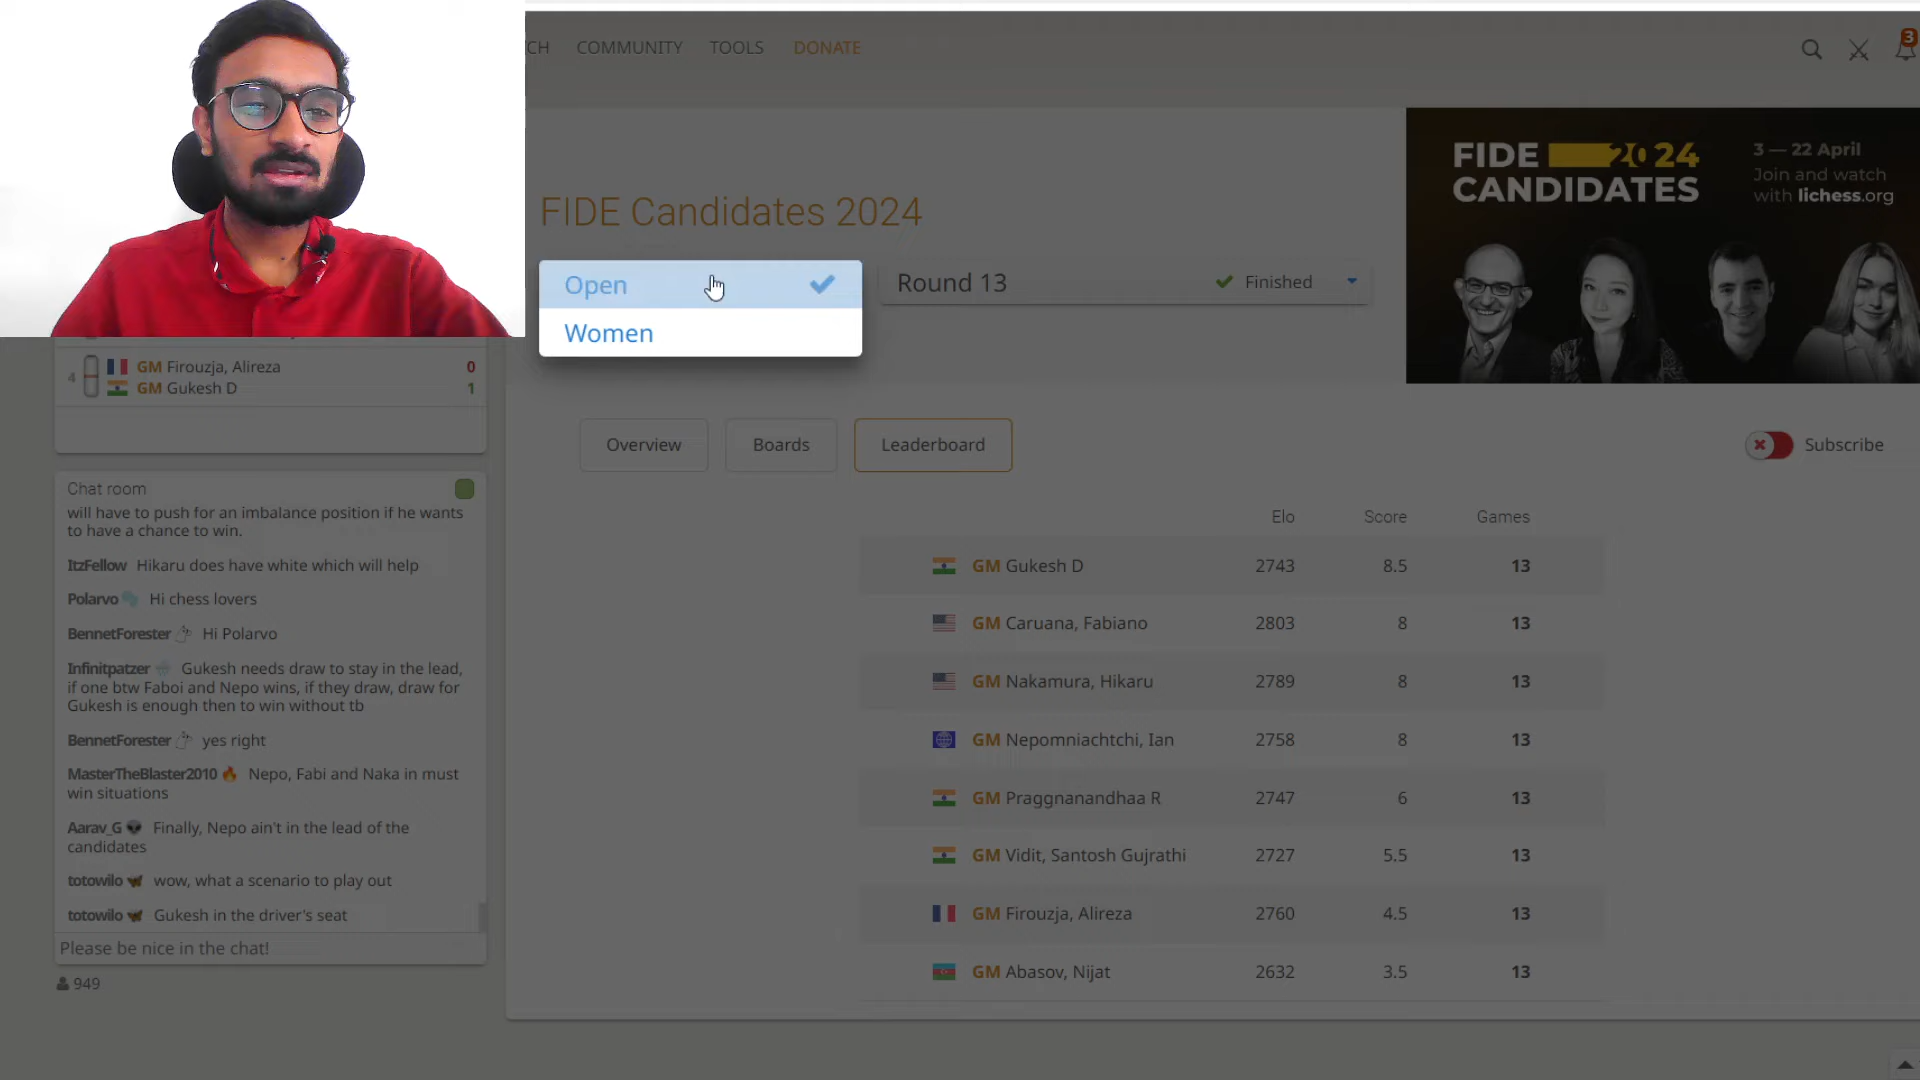 CH COMMUNITY TOOLS DONATE
3
FIDE 2024
CANDIDATES
3 — 22 April
Join and watch
with lichess.org
FIDE Candidates 2024
Open
Women
Round 13 Finished
4 GM Firouzja, Alireza 0
GM Gukesh D 1
Overview Boards Leaderboard Subscribe
Chat room
will have to push for an imbalance position if he wants
to have a chance to win.
ItzFellow Hikaru does have white which will help
Polarvo Hi chess lovers
BennetForester Hi Polarvo
Infinitpatzer Gukesh needs draw to stay in the lead,
if one btw Faboi and Nepo wins, if they draw, draw for
Gukesh is enough then to win without tb
BennetForester yes right
MasterTheBlaster2010 Nepo, Fabi and Naka in must
win situations
Aarav_G Finally, Nepo ain't in the lead of the
candidates
totowilo wow, what a scenario to play out
totowilo Gukesh in the driver's seat
Please be nice in the chat!
949
Elo Score Games
GM Gukesh D 2743 8.5 13
GM Caruana, Fabiano 2803 8 13
GM Nakamura, Hikaru 2789 8 13
GM Nepomniachtchi, Ian 2758 8 13
GM Praggnanandhaa R 2747 6 13
GM Vidit, Santosh Gujrathi 2727 5.5 13
GM Firouzja, Alireza 2760 4.5 13
GM Abasov, Nijat 2632 3.5 13